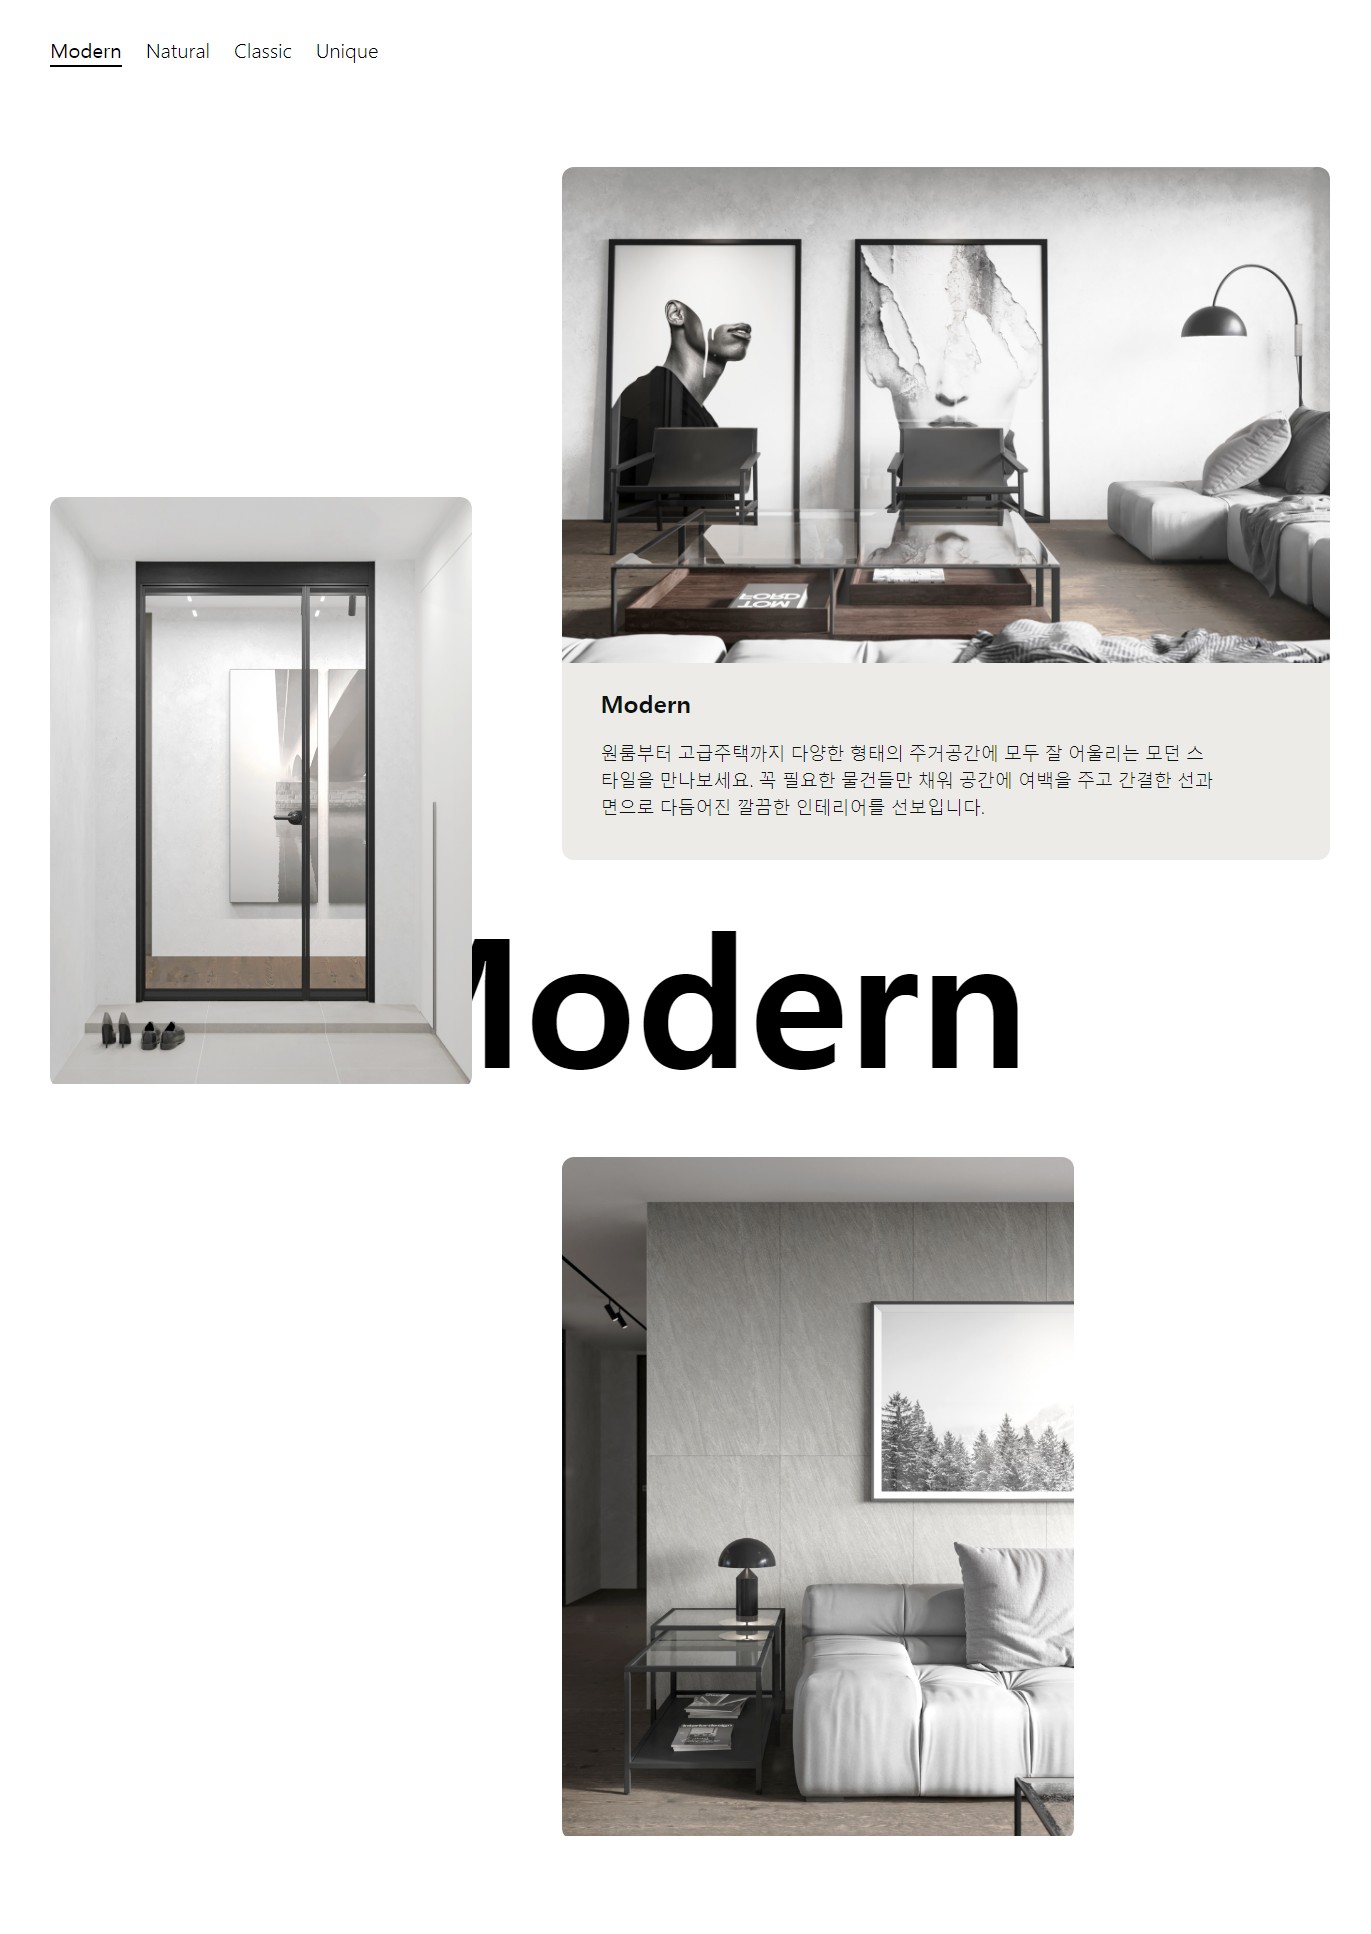 Modern Natural Classic Unique
Modern
원룸부터 고급주택까지 다양한 형태의 주거공간에 모두 잘 어울리는 모던 스
타일을 만나보세요. 꼭 필요한 물건들만 채워 공간에 여백을 주고 간결한 선과
면으로 다듬어진 깔끔한 인테리어를 선보입니다.
Modern